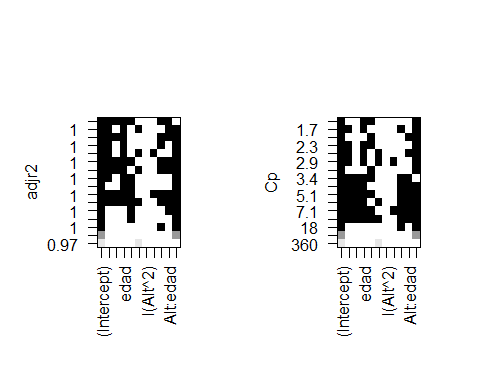 adjr2
1
1
1
1
1
1
1
0.97
(Intercept)
edad
I(Alt^2)
Alt:edad
Cp
1.7
2.3
2.9
3.4
5.1
7.1
18
360
(Intercept)
edad
I(Alt^2)
Alt:edad